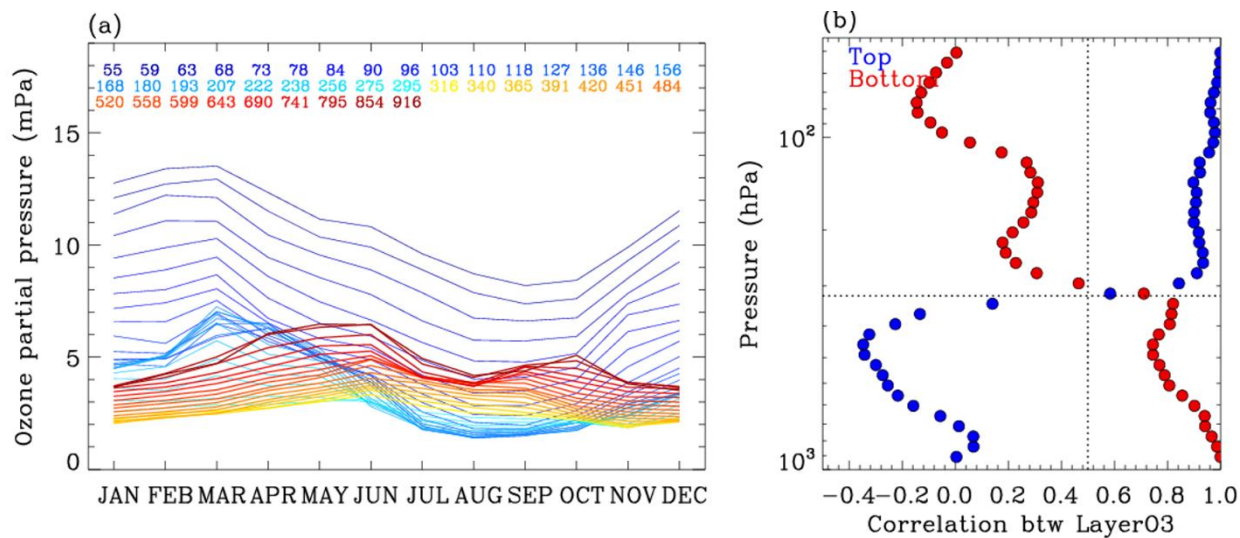 (a)
55 59 63 68 73 78 84 90 96 103 110 118 127 136 146 156
168 180 193 207 222 238 256 275 295 316 340 365 391 420 451 484
520 558 599 643 690 741 795 854 916
Ozone partial pressure (mPa)
15
10
5
0
JAN FEB MAR APR MAY JUN JUL AUG SEP OCT NOV DEC
(b)
Top
Bottom
Pressure (hPa)
10²
10³
-0.4 -0.2 0.0 0.2 0.4 0.6 0.8 1.0
Correlation btw LayerO3